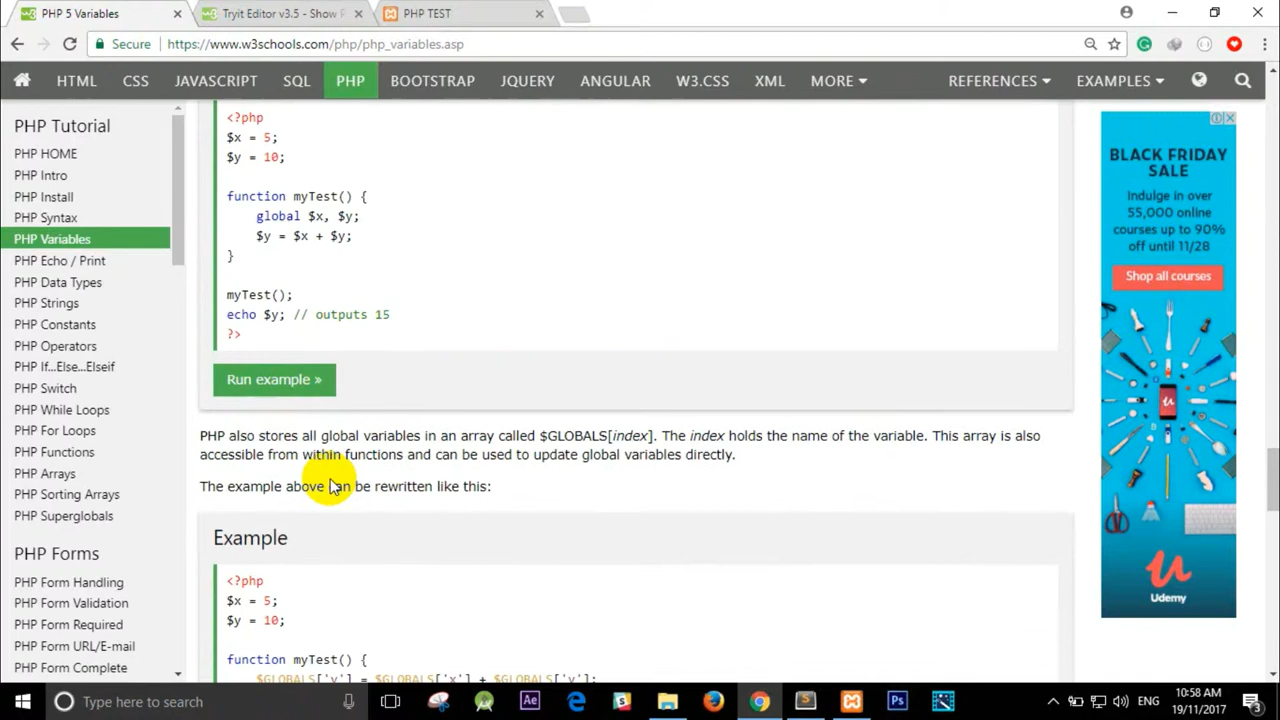 PHP 5 Variables
Tryit Editor v3.5 - Show P
PHP TEST
Secure
https://www.w3schools.com/php/php_variables.asp
HTML CSS JAVASCRIPT SQL PHP BOOTSTRAP JQUERY ANGULAR W3.CSS XML MORE REFERENCES EXAMPLES
PHP Tutorial
PHP HOME
PHP Intro
PHP Install
PHP Syntax
PHP Variables
PHP Echo / Print
PHP Data Types
PHP Strings
PHP Constants
PHP Operators
PHP If...Else...Elseif
PHP Switch
PHP While Loops
PHP For Loops
PHP Functions
PHP Arrays
PHP Sorting Arrays
PHP Superglobals
PHP Forms
PHP Form Handling
PHP Form Validation
PHP Form Required
PHP Form URL/E-mail
PHP Form Complete
<?php
$x = 5;
$y = 10;
function myTest() {
global $x, $y;
$y = $x + $y;
}
myTest();
echo $y; // outputs 15
?>
Run example »
PHP also stores all global variables in an array called $GLOBALS[index]. The index holds the name of the variable. This array is also
accessible from within functions and can be used to update global variables directly.
The example above can be rewritten like this:
Example
<?php
$x = 5;
$y = 10;
function myTest() {
$GLOBALS['y'] = $GLOBALS['x'] + $GLOBALS['y'];
BLACK FRIDAY
SALE
Indulge in over
55,000 online
courses up to 90%
off until 11/28
Shop all courses
Udemy
Type here to search
ENG
10:58 AM
19/11/2017
3